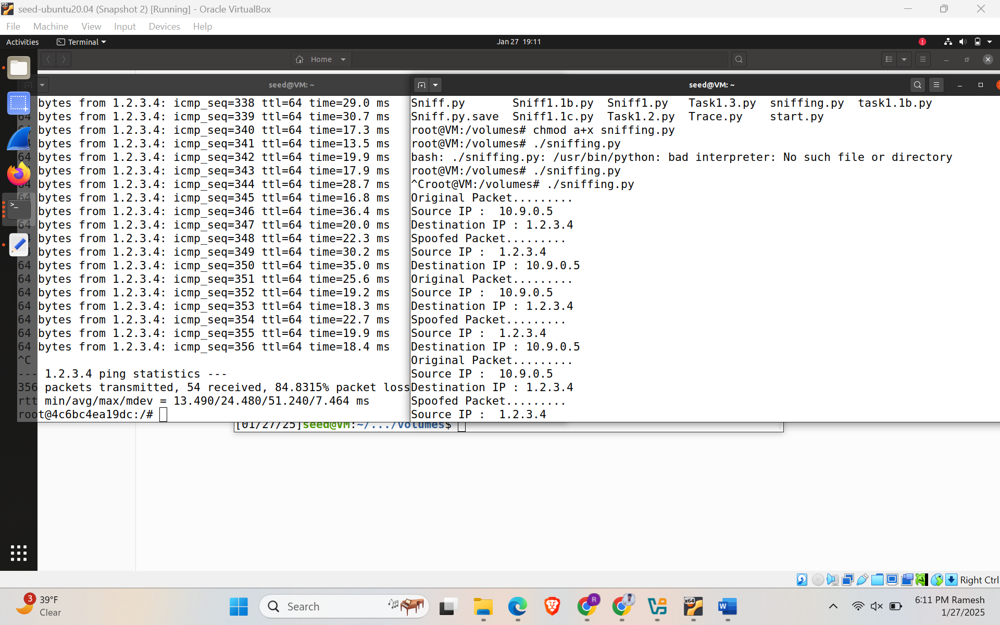 seed-ubuntu20.04 (Snapshot 2) [Running] - Oracle VirtualBox
File Machine View Input Devices Help
Activities Terminal Jan 27 19:11
Home
seed@VM: ~
bytes from 1.2.3.4: icmp_seq=338 ttl=64 time=29.0 ms
64 bytes from 1.2.3.4: icmp_seq=339 ttl=64 time=30.7 ms
bytes from 1.2.3.4: icmp_seq=340 ttl=64 time=17.3 ms
bytes from 1.2.3.4: icmp_seq=341 ttl=64 time=13.5 ms
64 bytes from 1.2.3.4: icmp_seq=342 ttl=64 time=19.9 ms
bytes from 1.2.3.4: icmp_seq=343 ttl=64 time=17.9 ms
64 bytes from 1.2.3.4: icmp_seq=344 ttl=64 time=28.7 ms
64 bytes from 1.2.3.4: icmp_seq=345 ttl=64 time=16.8 ms
bytes from 1.2.3.4: icmp_seq=346 ttl=64 time=36.4 ms
64 bytes from 1.2.3.4: icmp_seq=347 ttl=64 time=20.0 ms
bytes from 1.2.3.4: icmp_seq=348 ttl=64 time=22.3 ms
bytes from 1.2.3.4: icmp_seq=349 ttl=64 time=30.2 ms
64 bytes from 1.2.3.4: icmp_seq=350 ttl=64 time=35.0 ms
64 bytes from 1.2.3.4: icmp_seq=351 ttl=64 time=25.6 ms
64 bytes from 1.2.3.4: icmp_seq=352 ttl=64 time=19.2 ms
64 bytes from 1.2.3.4: icmp_seq=353 ttl=64 time=18.3 ms
64 bytes from 1.2.3.4: icmp_seq=354 ttl=64 time=22.7 ms
64 bytes from 1.2.3.4: icmp_seq=355 ttl=64 time=19.9 ms
64 bytes from 1.2.3.4: icmp_seq=356 ttl=64 time=18.4 ms
^C
--- 1.2.3.4 ping statistics ---
356 packets transmitted, 54 received, 84.8315% packet loss
rtt min/avg/max/mdev = 13.490/24.480/51.240/7.464 ms
root@4c6bc4ea19dc:/#
seed@VM: ~
Sniff.py Sniff1.1b.py Sniff1.py Task1.3.py sniffing.py task1.1b.py
Sniff.py.save Sniff1.1c.py Task1.2.py Trace.py start.py
root@VM:/volumes# chmod a+x sniffing.py
root@VM:/volumes# ./sniffing.py
bash: ./sniffing.py: /usr/bin/python: bad interpreter: No such file or directory
root@VM:/volumes# ./sniffing.py
^Croot@VM:/volumes# ./sniffing.py
Original Packet.........
Source IP :  10.9.0.5
Destination IP : 1.2.3.4
Spoofed Packet.........
Source IP :  1.2.3.4
Destination IP : 10.9.0.5
Original Packet.........
Source IP :  10.9.0.5
Destination IP : 1.2.3.4
Spoofed Packet.........
Source IP :  1.2.3.4
Destination IP : 10.9.0.5
Original Packet.........
Source IP :  10.9.0.5
Destination IP : 1.2.3.4
Spoofed Packet.........
Source IP :  1.2.3.4
[01/27/25]seed@VM:~/.../volumes$
Right Ctrl
3
39°F
Clear
Search
R
x64
W
6:11 PM Ramesh
1/27/2025